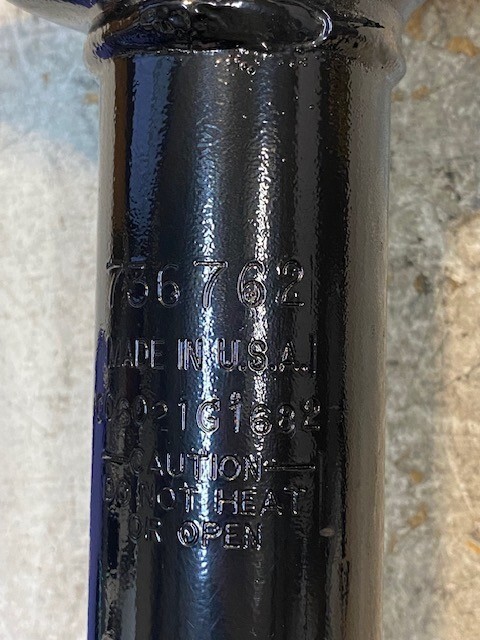 736762
MADE IN U.S.A.
CAUTION
DO NOT HEAT
OR OPEN